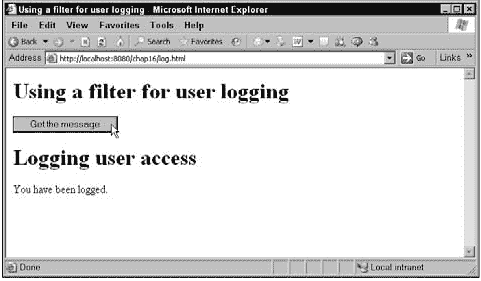 Using a filter for user logging - Microsoft Internet Explorer
File Edit View Favorites Tools Help
Back Search Favorites
Address http://localhost:8080/chap16/log.html Go Links »
Using a filter for user logging
Get the message
Logging user access
You have been logged.
Done Local intranet